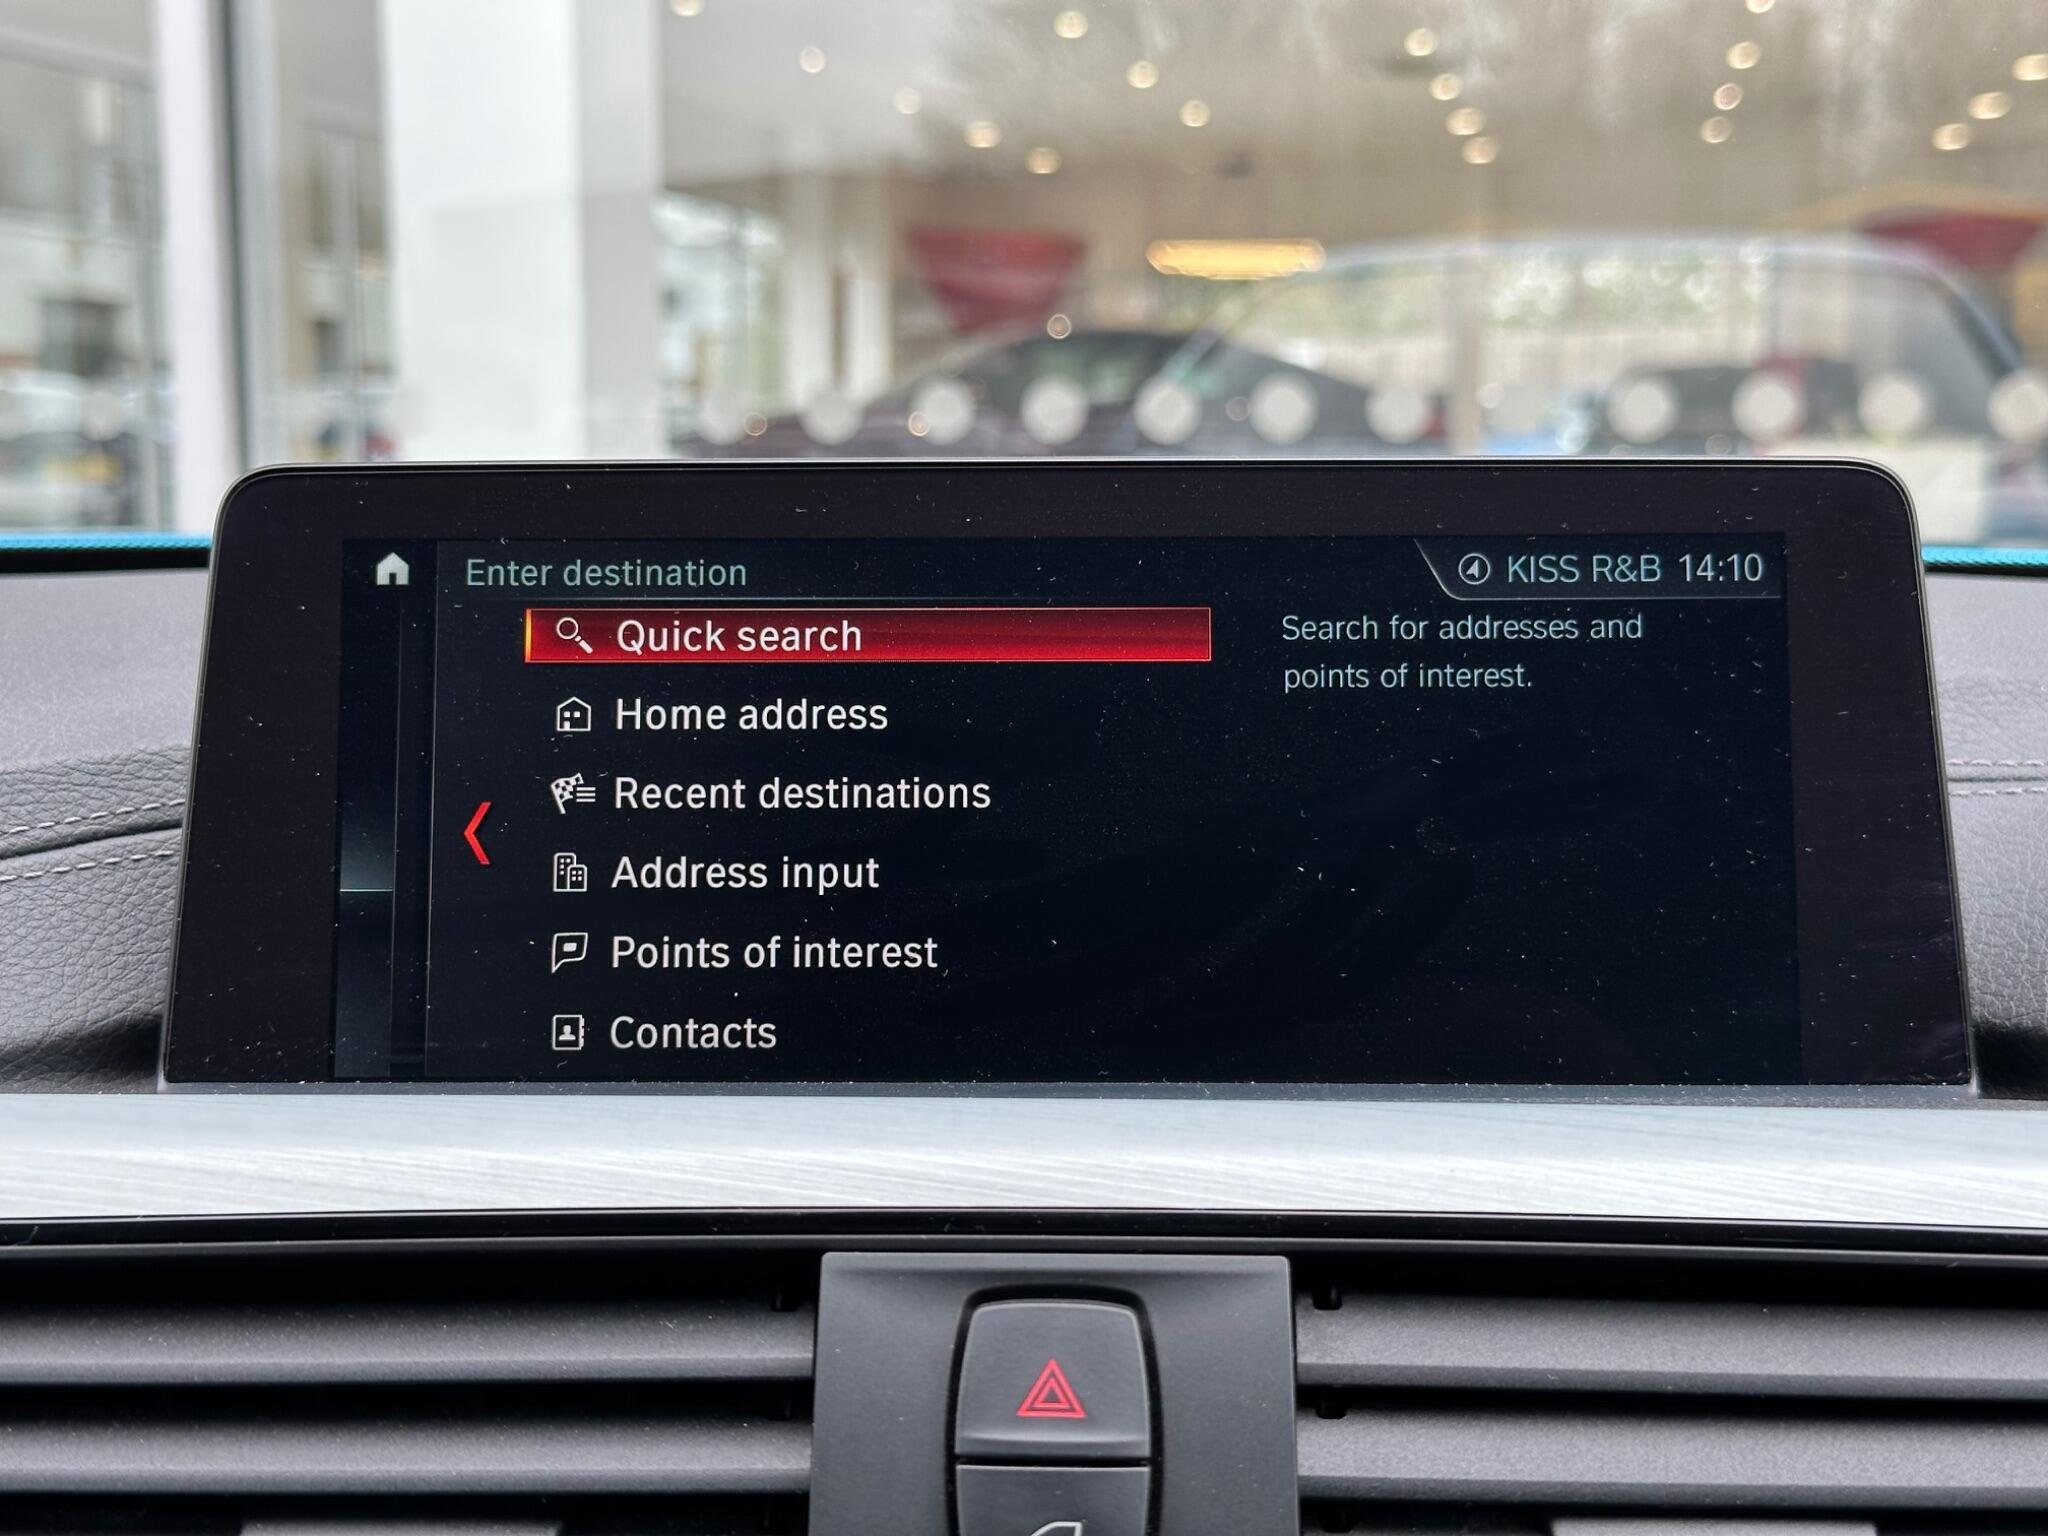 Enter destination
KISS R&B 14:10
Quick search
Search for addresses and
points of interest.
Home address
Recent destinations
Address input
Points of interest
Contacts